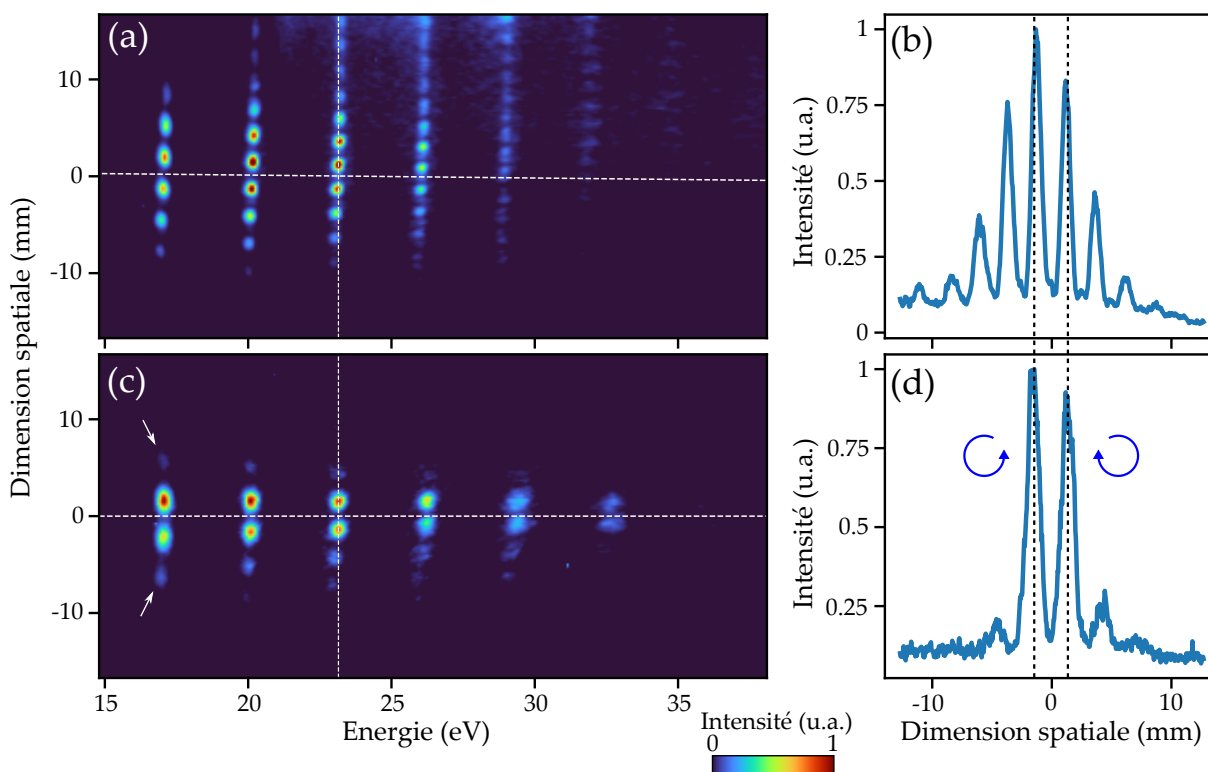 (a)
10
0
-10
(b)
1
0.75
0.5
0.25
0
Intensité (u.a.)
(c)
10
0
-10
15
20
25
30
35
Energie (eV)
Dimension spatiale (mm)
(d)
1
0.75
0.5
0.25
Intensité (u.a.)
-10
0
10
Dimension spatiale (mm)
Intensité (u.a.)
0
1